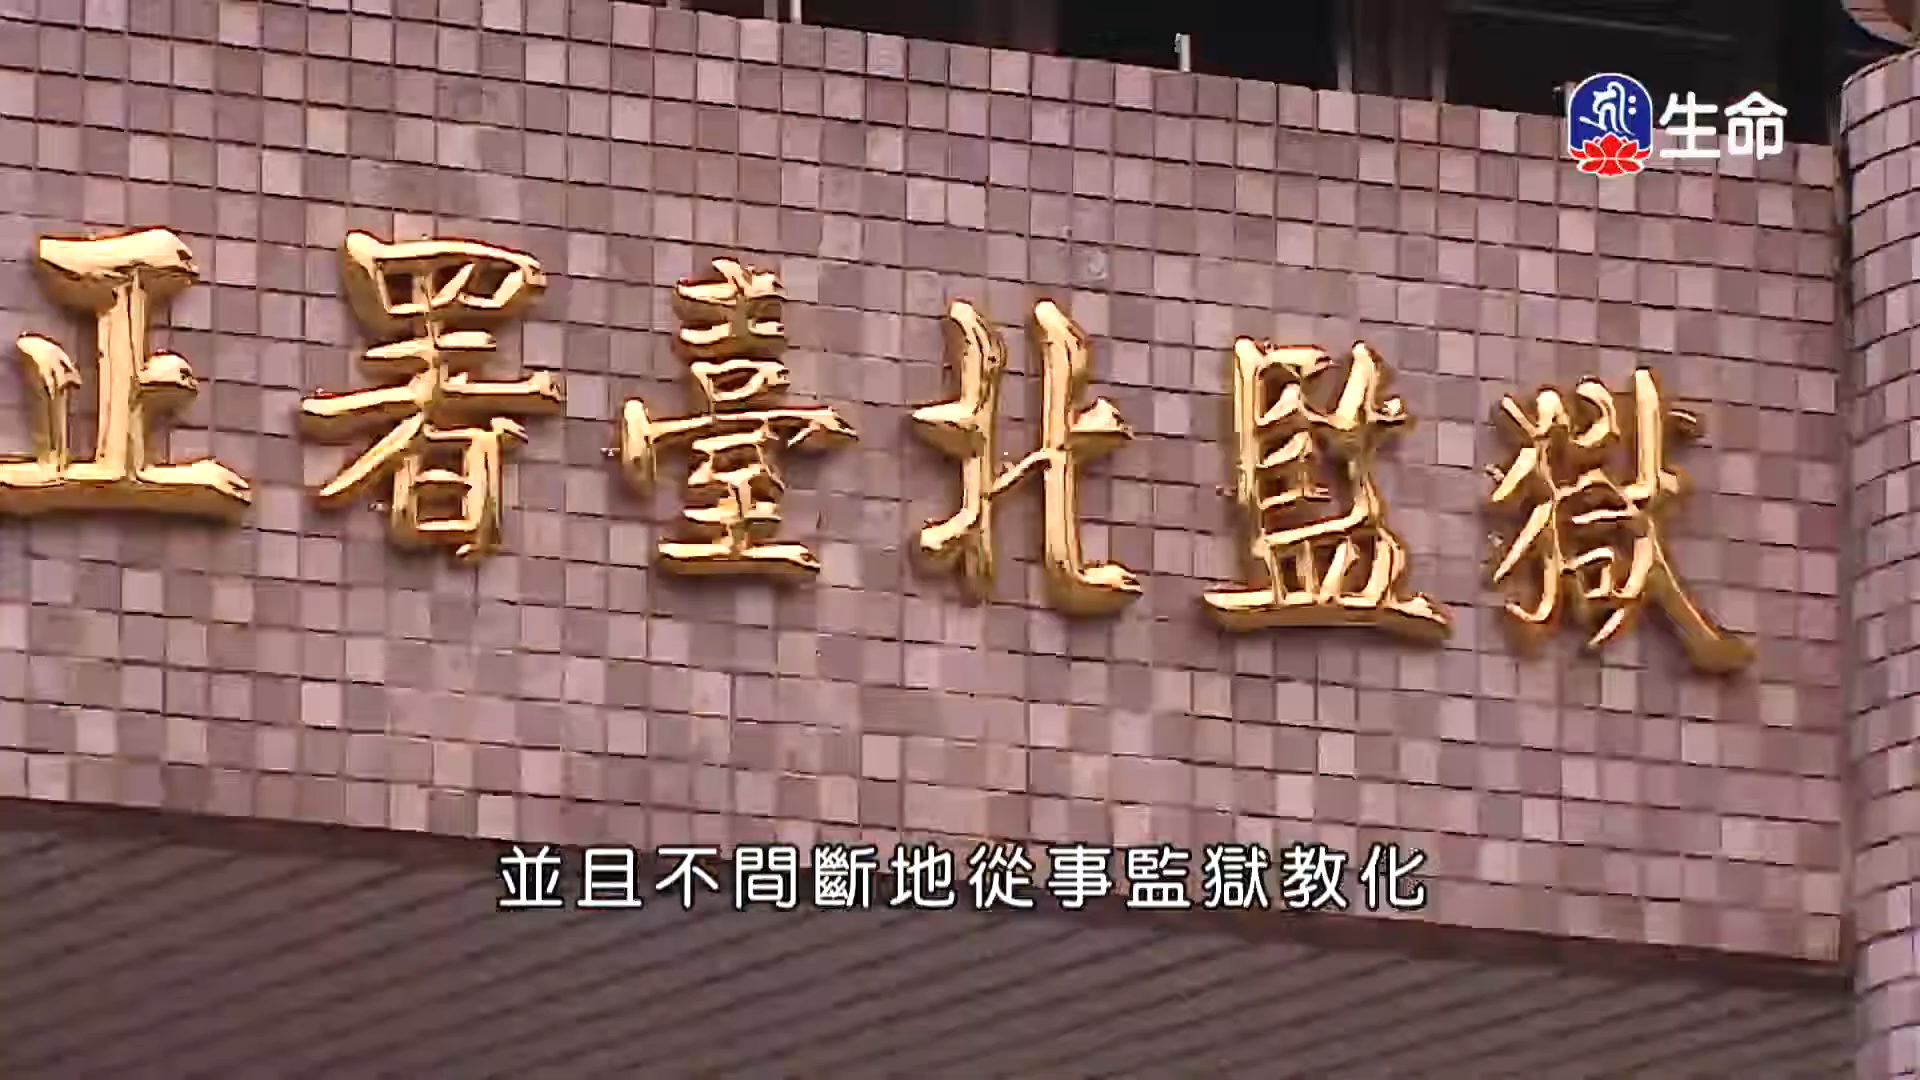 生命
正署臺北監獄
並且不間斷地從事監獄教化